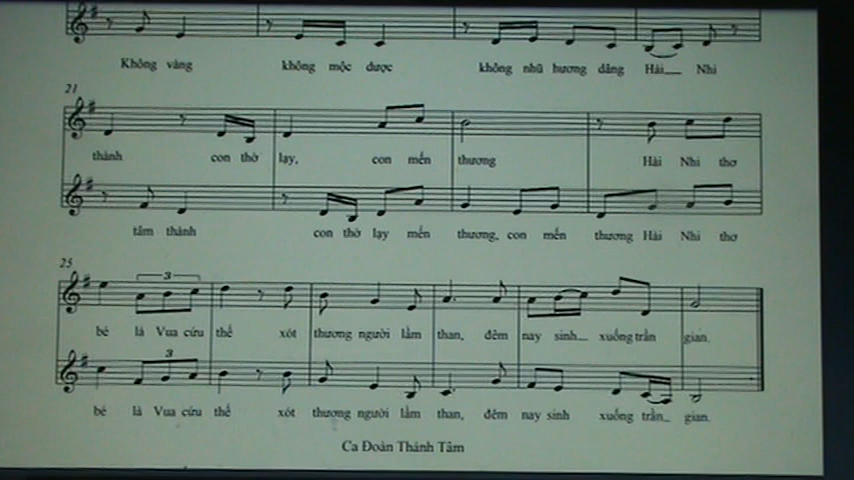 Không vàng không mộc dược không nhũ hương dâng Hài Nhi
21
thành con thờ lạy, con mến thương Hài Nhi thơ
tâm thành con thờ lạy mến thương, con mến thương Hài Nhi thơ
25
3
bé là Vua cứu thế xót thương người lầm than, đêm nay sinh xuống trần gian.
3
bé là Vua cứu thế xót thương người lầm than, đêm nay sinh xuống trần gian.
Ca Đoàn Thánh Tâm